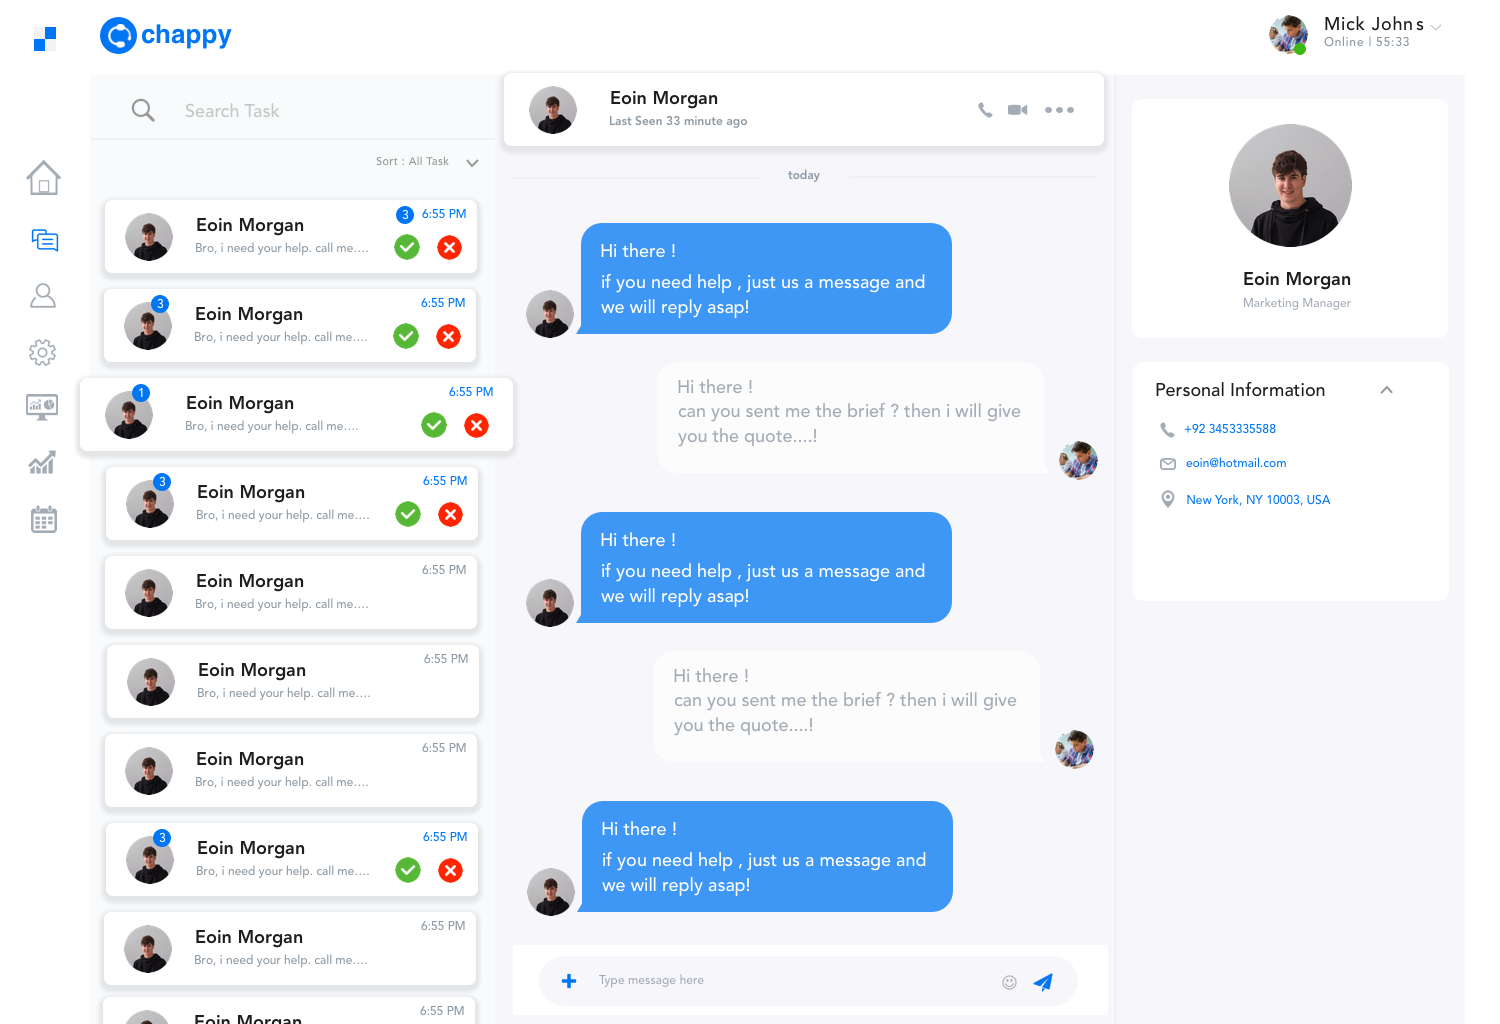 chappy
Mick Johns
Online | 55:33
Search Task
Sort : All Task
3 6:55 PM
Eoin Morgan
Bro, i need your help. call me....
3 6:55 PM
Eoin Morgan
Bro, i need your help. call me....
1 6:55 PM
Eoin Morgan
Bro, i need your help. call me....
3 6:55 PM
Eoin Morgan
Bro, i need your help. call me....
6:55 PM
Eoin Morgan
Bro, i need your help. call me....
6:55 PM
Eoin Morgan
Bro, i need your help. call me....
6:55 PM
Eoin Morgan
Bro, i need your help. call me....
3 6:55 PM
Eoin Morgan
Bro, i need your help. call me....
6:55 PM
Eoin Morgan
Bro, i need your help. call me....
6:55 PM
Eoin Morgan
Eoin Morgan
Last Seen 33 minute ago
today
Hi there !
if you need help , just us a message and
we will reply asap!
Hi there !
can you sent me the brief ? then i will give
you the quote....!
Hi there !
if you need help , just us a message and
we will reply asap!
Hi there !
can you sent me the brief ? then i will give
you the quote....!
Hi there !
if you need help , just us a message and
we will reply asap!
Type message here
Eoin Morgan
Marketing Manager
Personal Information
+92 3453335588
eoin@hotmail.com
New York, NY 10003, USA